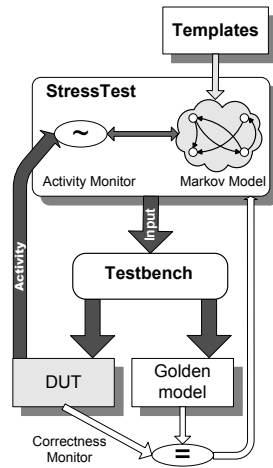 Templates
StressTest
~
Activity Monitor
Markov Model
Activity
Input
Testbench
DUT
Golden
model
Correctness
Monitor
=